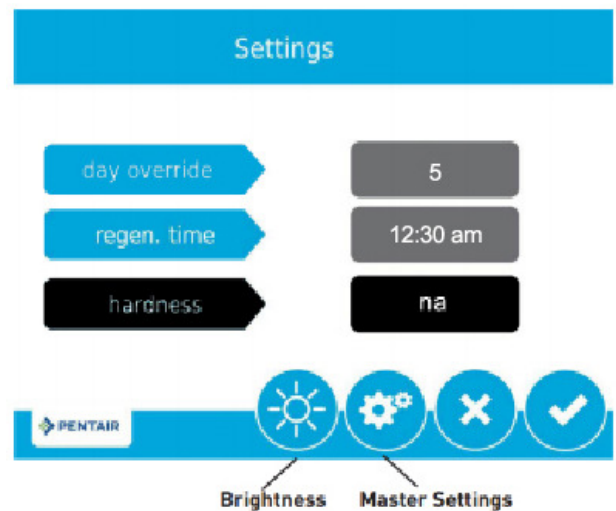 Settings
day override 5
regen. time 12:30 am
hardness na
PENTAIR
Brightness Master Settings